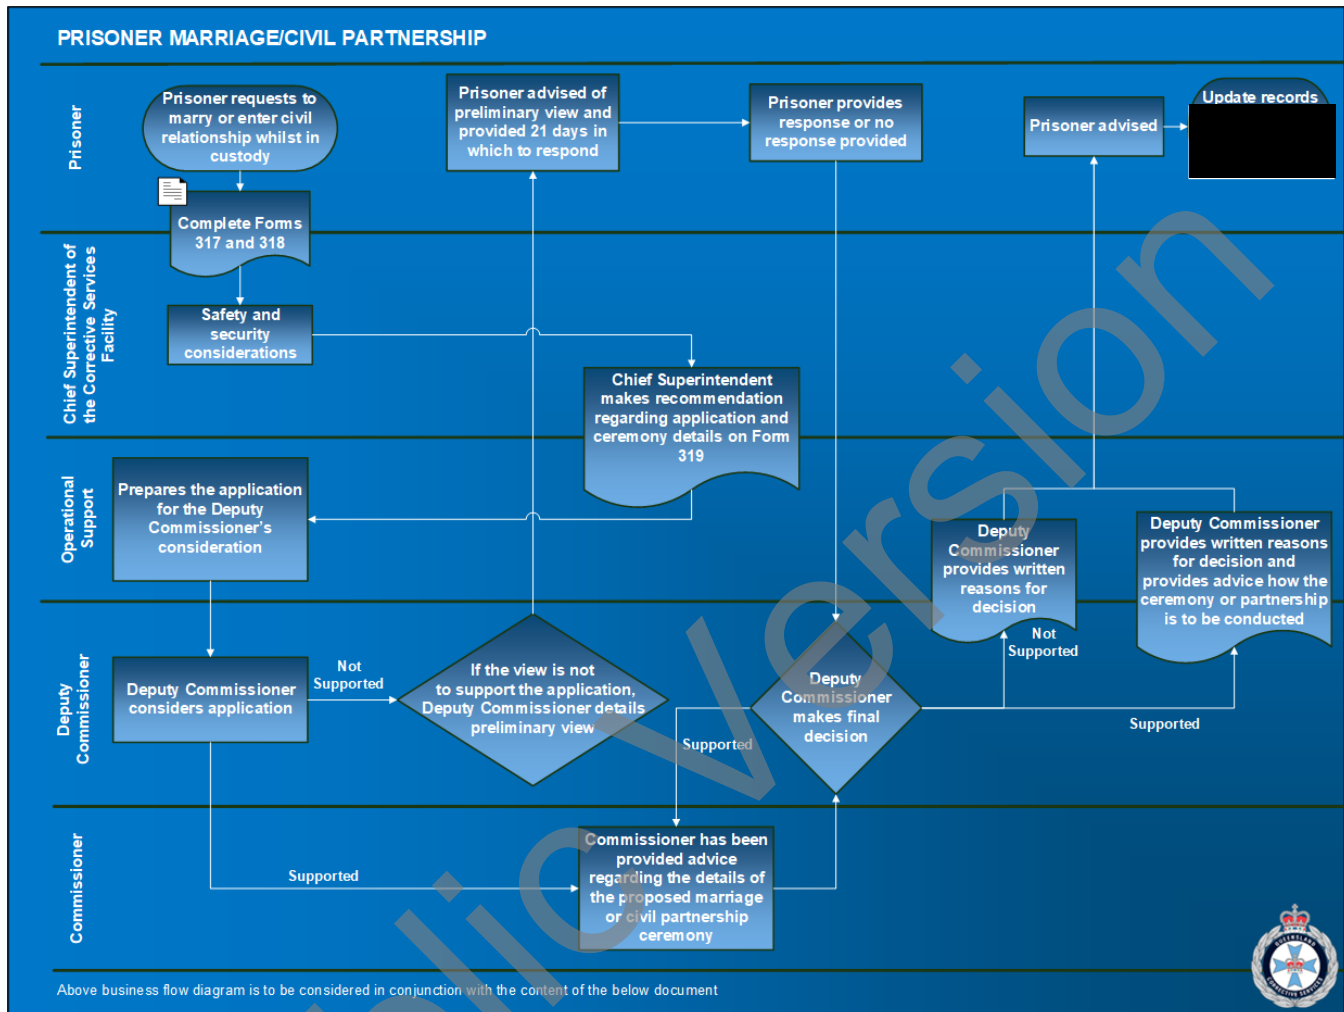 PRISONER MARRIAGE/CIVIL PARTNERSHIP
Prisoner
Prisoner requests to
marry or enter civil
relationship whilst in
custody
Prisoner advised of
preliminary view and
provided 21 days in
which to respond
Prisoner provides
response or no
response provided
Prisoner advised
Update records
Complete Forms
317 and 318
Chief Superintendent of
the Corrective Services
Facility
Safety and
security
considerations
Chief Superintendent
makes recommendation
regarding application and
ceremony details on Form
319
Operational
Support
Prepares the application
for the Deputy
Commissioner's
consideration
Deputy
Commissioner
provides written
reasons for
decision
Deputy Commissioner
provides written reasons
for decision and
provides advice how the
ceremony or partnership
is to be conducted
Deputy
Commissioner
Deputy Commissioner
considers application
Not
Supported
If the view is not
to support the application,
Deputy Commissioner details
preliminary view
Deputy
Commissioner
makes final
decision
Not
Supported
Supported
Supported
Commissioner
Supported
Commissioner has been
provided advice
regarding the details of
the proposed marriage
or civil partnership
ceremony
Above business flow diagram is to be considered in conjunction with the content of the below document
QUEENSLAND
CORRECTIVE SERVICES
Version